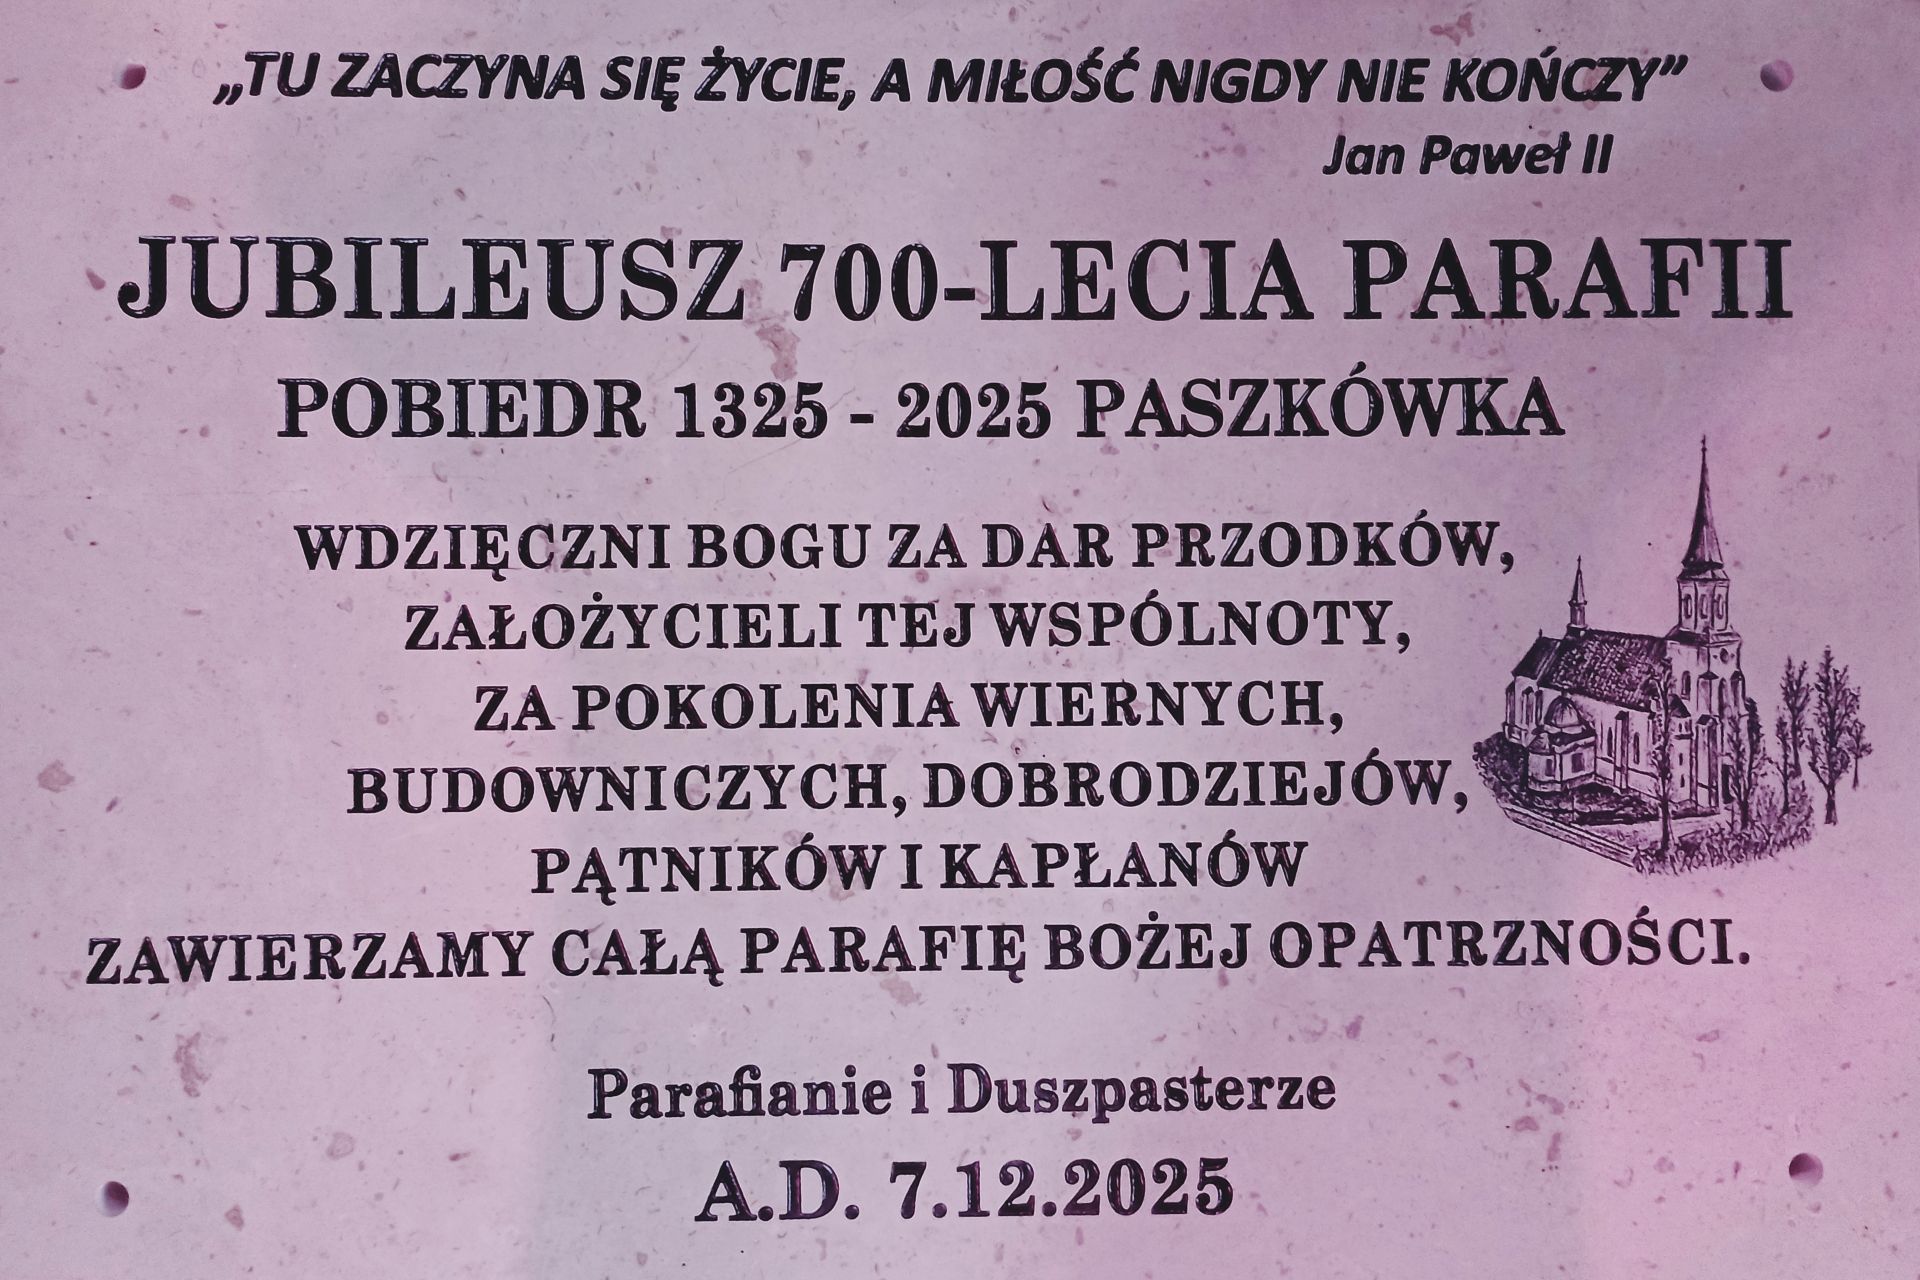 „TU ZACZYNA SIĘ ŻYCIE, A MIŁOŚĆ NIGDY NIE KOŃCZY”
Jan Paweł II
JUBILEUSZ 700-LECIA PARAFII
POBIEDR 1325 - 2025 PASZKÓWKA
WDZIĘCZNI BOGU ZA DAR PRZODKÓW,
ZAŁOŻYCIELI TEJ WSPÓLNOTY,
ZA POKOLENIA WIERNYCH,
BUDOWNICZYCH, DOBRODZIEJÓW,
PĄTNIKÓW I KAPŁANÓW
ZAWIERZAMY CAŁĄ PARAFIĘ BOŻEJ OPATRZNOŚCI.
Parafianie i Duszpasterze
A.D. 7.12.2025